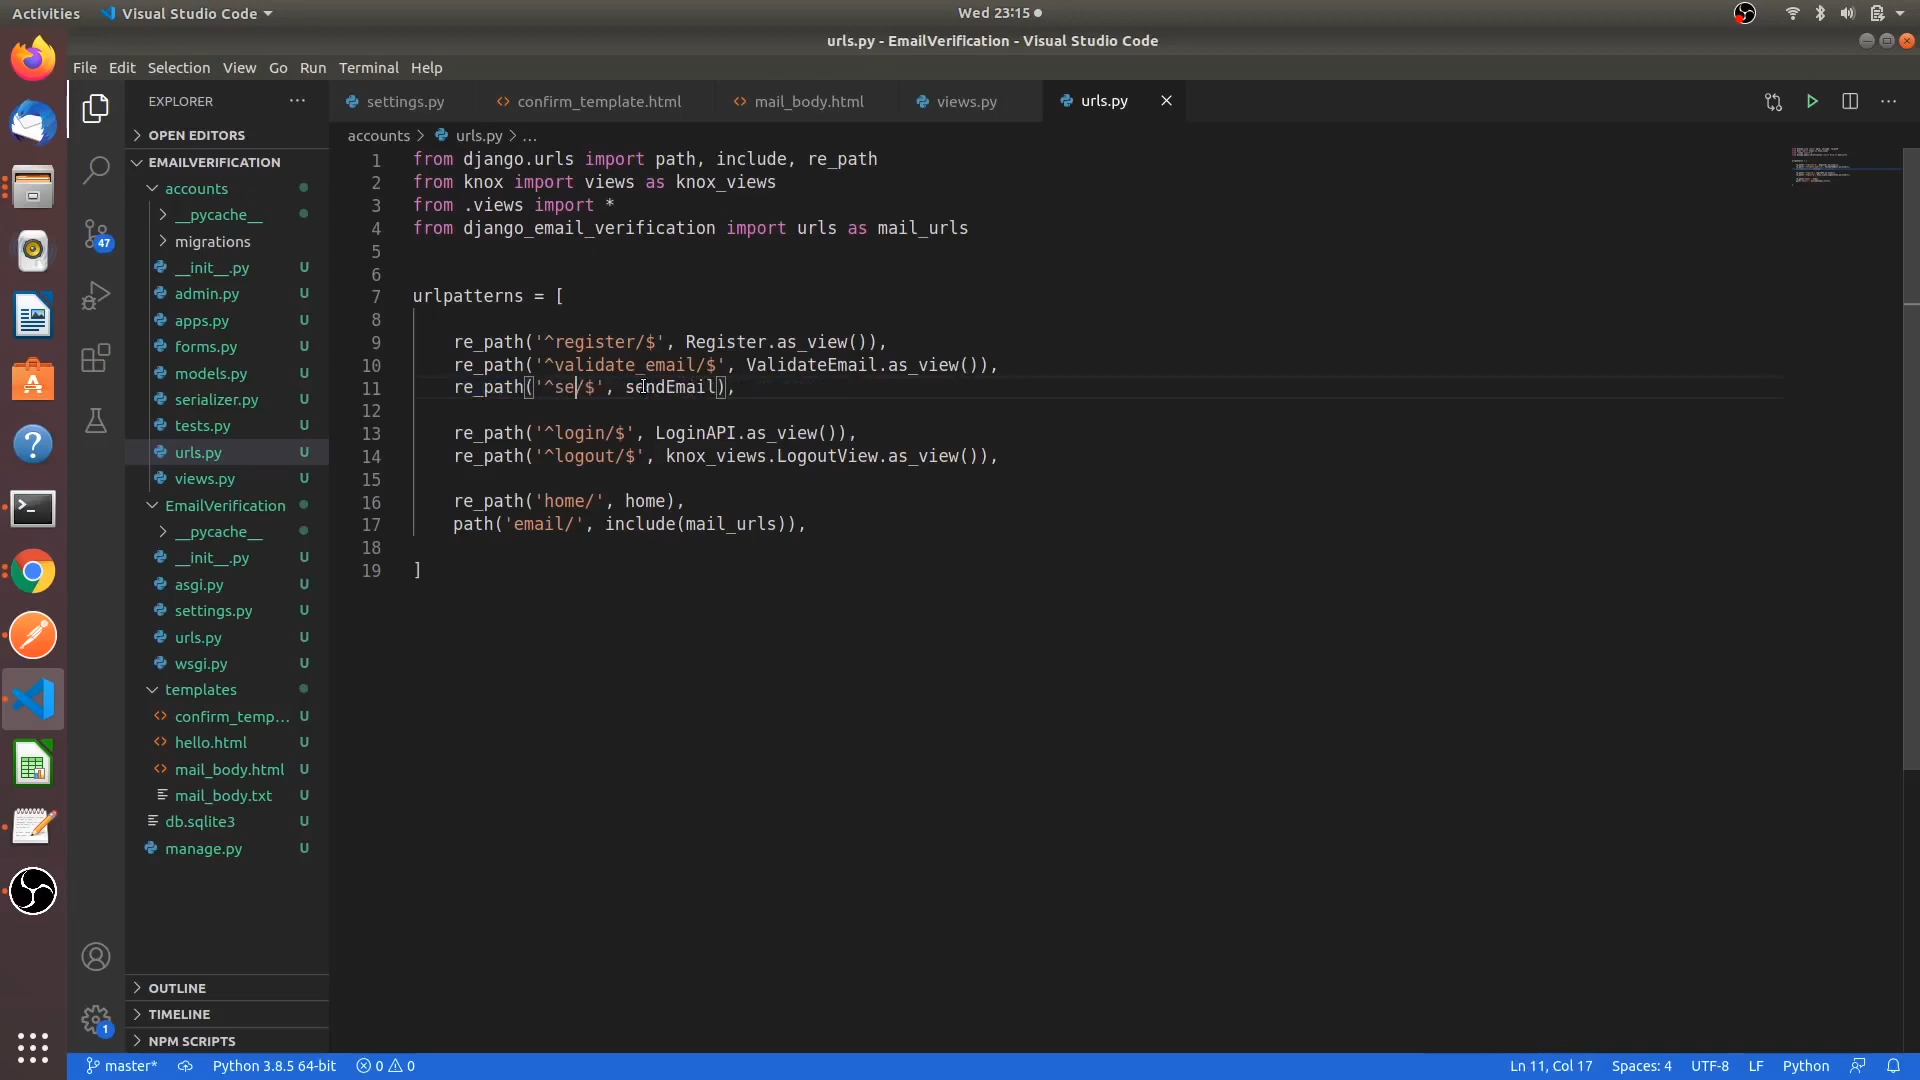 Activities Visual Studio Code Wed 23:15
urls.py - EmailVerification - Visual Studio Code
File Edit Selection View Go Run Terminal Help
EXPLORER
settings.py confirm_template.html mail_body.html views.py urls.py
OPEN EDITORS
accounts > urls.py > ...
EMAILVERIFICATION
accounts
__pycache__
migrations
__init__.py U
admin.py U
apps.py U
forms.py U
models.py U
serializer.py U
tests.py U
urls.py U
views.py U
EmailVerification
__pycache__
__init__.py U
asgi.py U
settings.py U
urls.py U
wsgi.py U
templates
confirm_temp... U
hello.html U
mail_body.html U
mail_body.txt U
db.sqlite3 U
manage.py U
OUTLINE
TIMELINE
NPM SCRIPTS
47
1
1 from django.urls import path, include, re_path
2 from knox import views as knox_views
3 from .views import *
4 from django_email_verification import urls as mail_urls
5
6
7 urlpatterns = [
8
9 re_path('^register/$', Register.as_view()),
10 re_path('^validate_email/$', ValidateEmail.as_view()),
11 re_path('^se/$', sendEmail),
12
13 re_path('^login/$', LoginAPI.as_view()),
14 re_path('^logout/$', knox_views.LogoutView.as_view()),
15
16 re_path('home/', home),
17 path('email/', include(mail_urls)),
18
19 ]
master* Python 3.8.5 64-bit 0 0 Ln 11, Col 17 Spaces: 4 UTF-8 LF Python